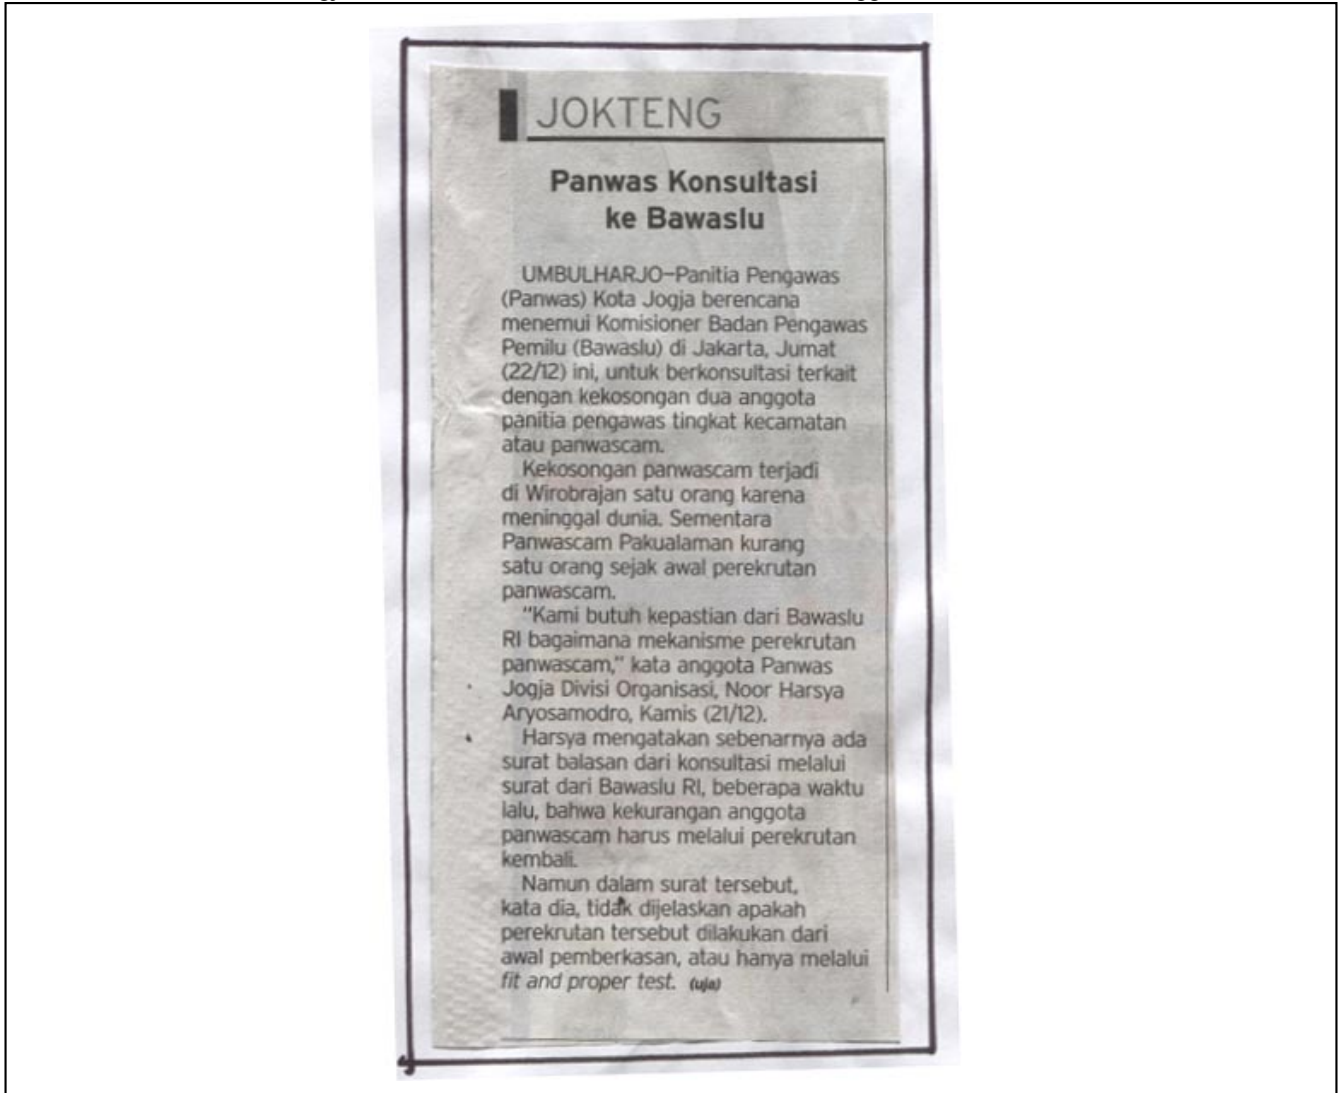 JOKTENG
Panwas Konsultasi
ke Bawaslu
UMBULHARJO–Panitia Pengawas
(Panwas) Kota Jogja berencana
menemui Komisioner Badan Pengawas
Pemilu (Bawaslu) di Jakarta, Jumat
(22/12) ini, untuk berkonsultasi terkait
dengan kekosongan dua anggota
panitia pengawas tingkat kecamatan
atau panwascam.
Kekosongan panwascam terjadi
di Wirobrajan satu orang karena
meninggal dunia. Sementara
Panwascam Pakualaman kurang
satu orang sejak awal perekrutan
panwascam.
"Kami butuh kepastian dari Bawaslu
RI bagaimana mekanisme perekrutan
panwascam," kata anggota Panwas
Jogja Divisi Organisasi, Noor Harsya
Aryosamodro, Kamis (21/12).
Harsya mengatakan sebenarnya ada
surat balasan dari konsultasi melalui
surat dari Bawaslu RI, beberapa waktu
lalu, bahwa kekurangan anggota
panwascam harus melalui perekrutan
kembali.
Namun dalam surat tersebut,
kata dia, tidak dijelaskan apakah
perekrutan tersebut dilakukan dari
awal pemberkasan, atau hanya melalui
fit and proper test. (uja)